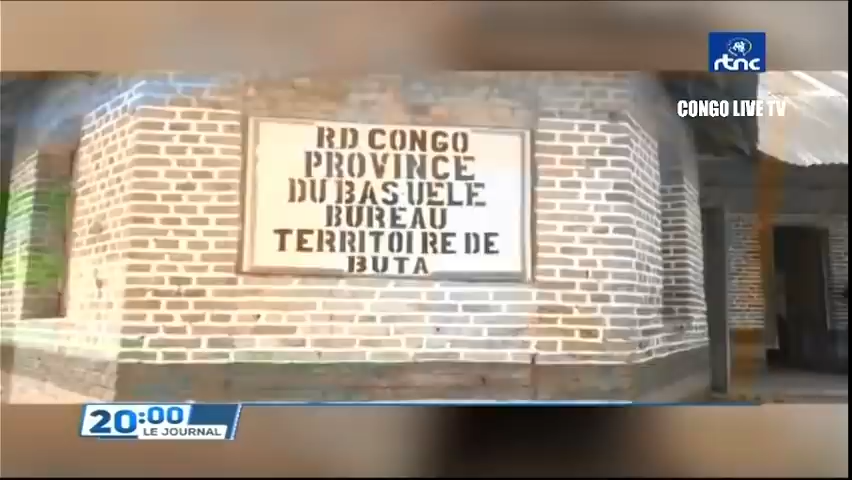 rtnc
CONGO LIVE TV
RD CONGO
PROVINCE
DU BAS-UELE
BUREAU
TERRITOIRE DE
BUTA
20:00
LE JOURNAL